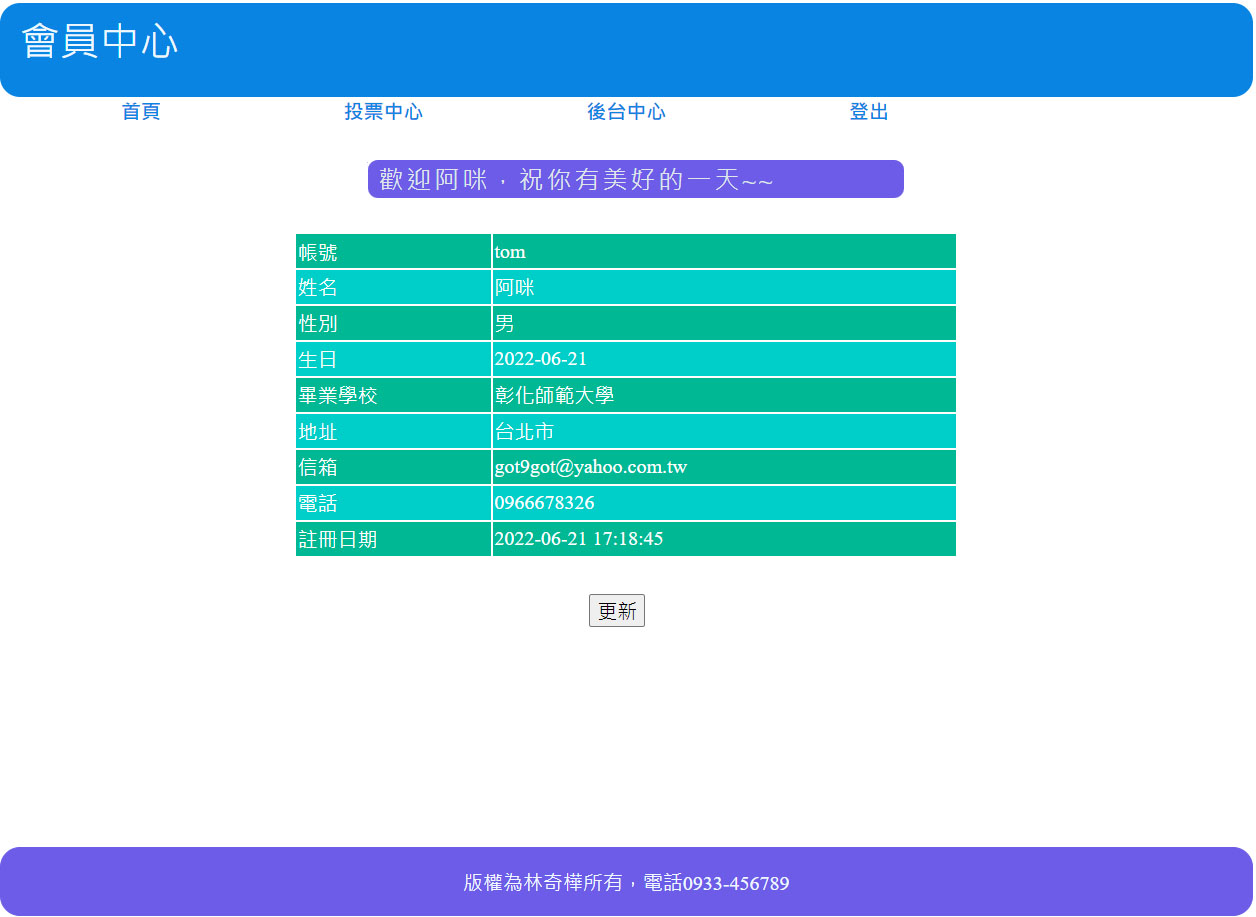 會員中心
首頁 投票中心 後台中心 登出
歡迎阿咪，祝你有美好的一天~~
帳號 tom
姓名 阿咪
性別 男
生日 2022-06-21
畢業學校 彰化師範大學
地址 台北市
信箱 got9got@yahoo.com.tw
電話 0966678326
註冊日期 2022-06-21 17:18:45
更新
版權為林奇樺所有，電話0933-456789